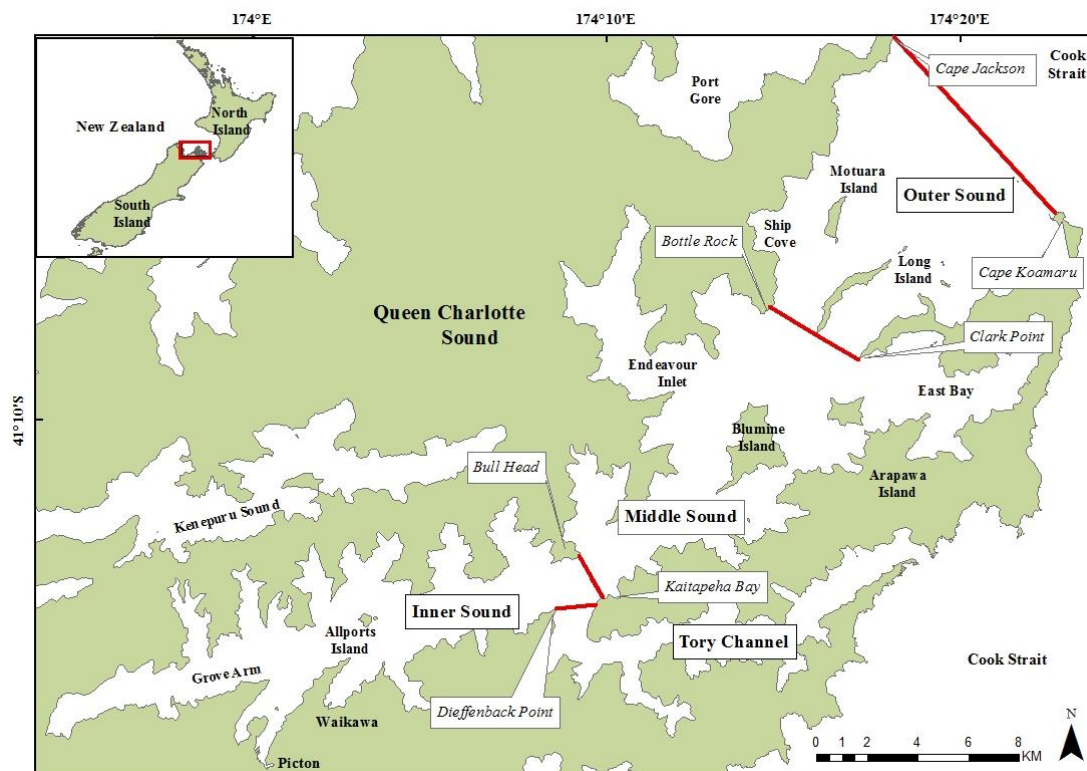 174°E
174°10'E
174°20'E
Cook
Strait
Cape Jackson
North
Island
New Zealand
South
Island
Port
Gore
Motuara
Island
Outer Sound
Ship
Cove
Bottle Rock
Long
Island
Cape Koamaru
Queen Charlotte
Sound
Clark Point
Endeavour
Inlet
East Bay
41°10'S
Blumine
Island
Bull Head
Arapawa
Island
Kenepuru Sound
Middle Sound
Kaitapeha Bay
Inner Sound
Tory Channel
Allports
Island
Cook Strait
Grove Arm
Dieffenback Point
Waikawa
Picton
N
0 1 2 4 6 8
KM